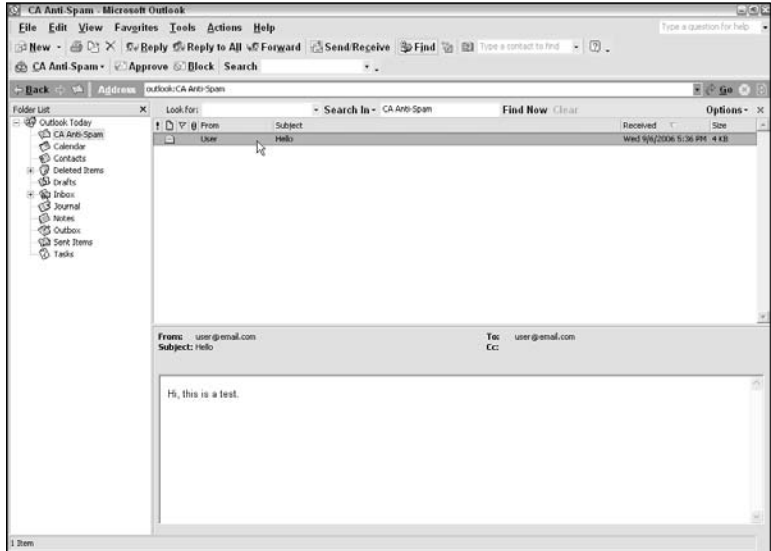 CA Anti-Spam - Microsoft Outlook
File Edit View Favorites Tools Actions Help Type a question for help
New Reply Reply to All Forward Send/Receive Find Type a contact to find
CA Anti-Spam Approve Block Search
Back Address outlook:CA Anti-Spam Go
Folder List X Look for: Search In CA Anti-Spam Find Now Clear Options X
Outlook Today
CA Anti-Spam
Calendar
Contacts
Deleted Items
Drafts
Inbox
Journal
Notes
Outbox
Sent Items
Tasks
! From Subject Received Size
User Hello Wed 9/6/2006 5:36 PM 4 KB
From: user@email.com To: user@email.com
Subject: Hello Cc:
Hi, this is a test.
1 Item